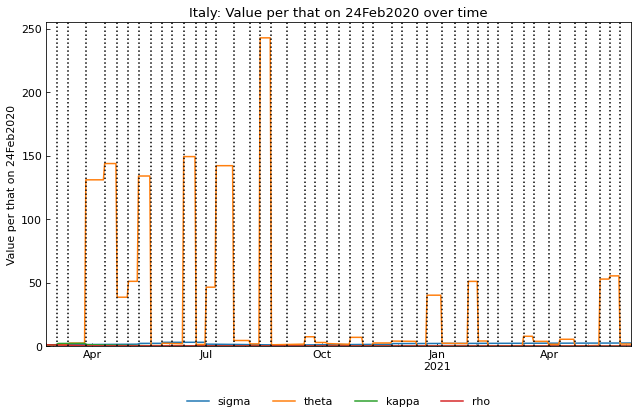 Italy: Value per that on 24Feb2020 over time
Value per that on 24Feb2020
250
200
150
100
50
0
Apr Jul Oct Jan Apr
2021
sigma theta kappa rho